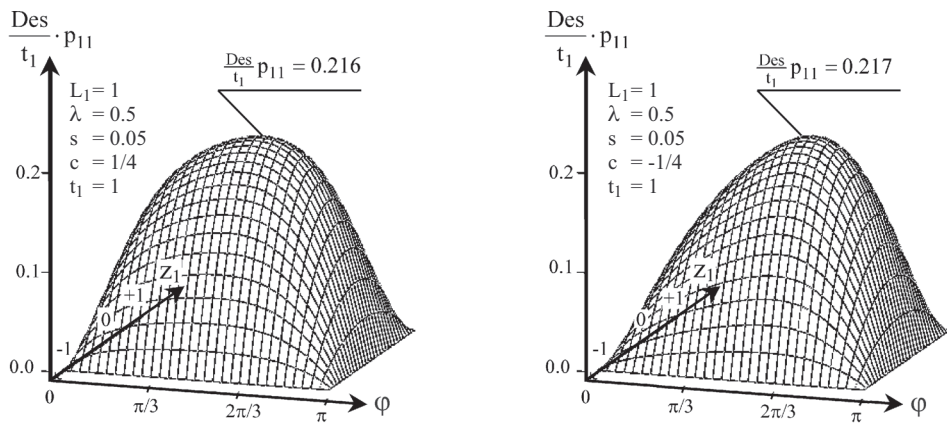 Des
t1 · p11
Des
t1 p11 = 0.216
L1 = 1
λ = 0.5
s = 0.05
c = 1/4
t1 = 1
0.2
0.1
0.0
-1
0
+1
z1
0
π/3
2π/3
π
φ
Des
t1 · p11
Des
t1 p11 = 0.217
L1 = 1
λ = 0.5
s = 0.05
c = -1/4
t1 = 1
0.2
0.1
0.0
-1
0
+1
z1
0
π/3
2π/3
π
φ